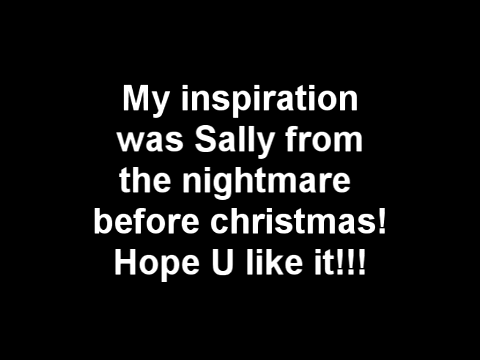 My inspiration
was Sally from
the nightmare
before christmas!
Hope U like it!!!